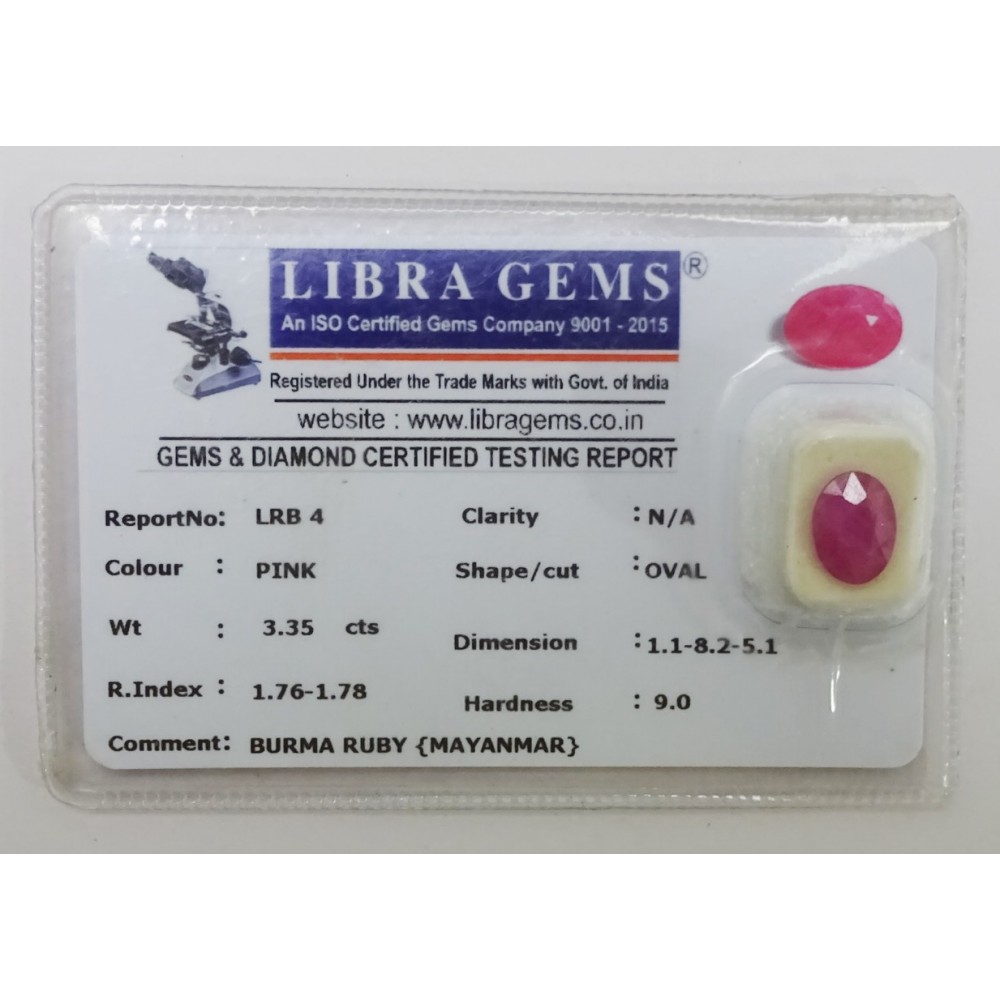 LIBRA GEMS ®
An ISO Certified Gems Company 9001 - 2015
Registered Under the Trade Marks with Govt. of India
website : www.libragems.co.in
GEMS & DIAMOND CERTIFIED TESTING REPORT
ReportNo: LRB 4 Clarity : N/A
Colour : PINK Shape/cut : OVAL
Wt : 3.35 cts Dimension : 1.1-8.2-5.1
R.Index : 1.76-1.78 Hardness : 9.0
Comment: BURMA RUBY {MAYANMAR}